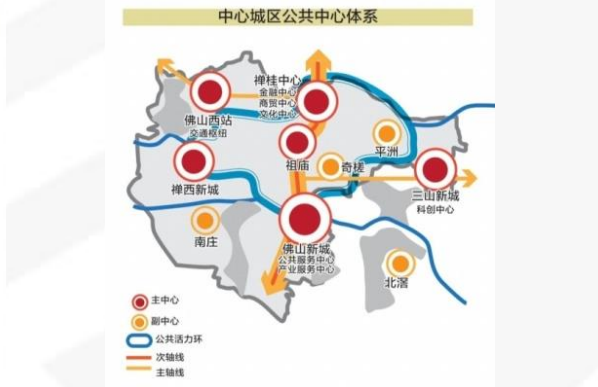 中心城区公共中心体系
禅桂中心
金融中心
商贸中心
文化中心
佛山西站
交通枢纽
祖庙
平洲
奇槎
禅西新城
三山新城
科创中心
南庄
佛山新城
公共服务中心
产业服务中心
北滘
主中心
副中心
公共活力环
次轴线
主轴线